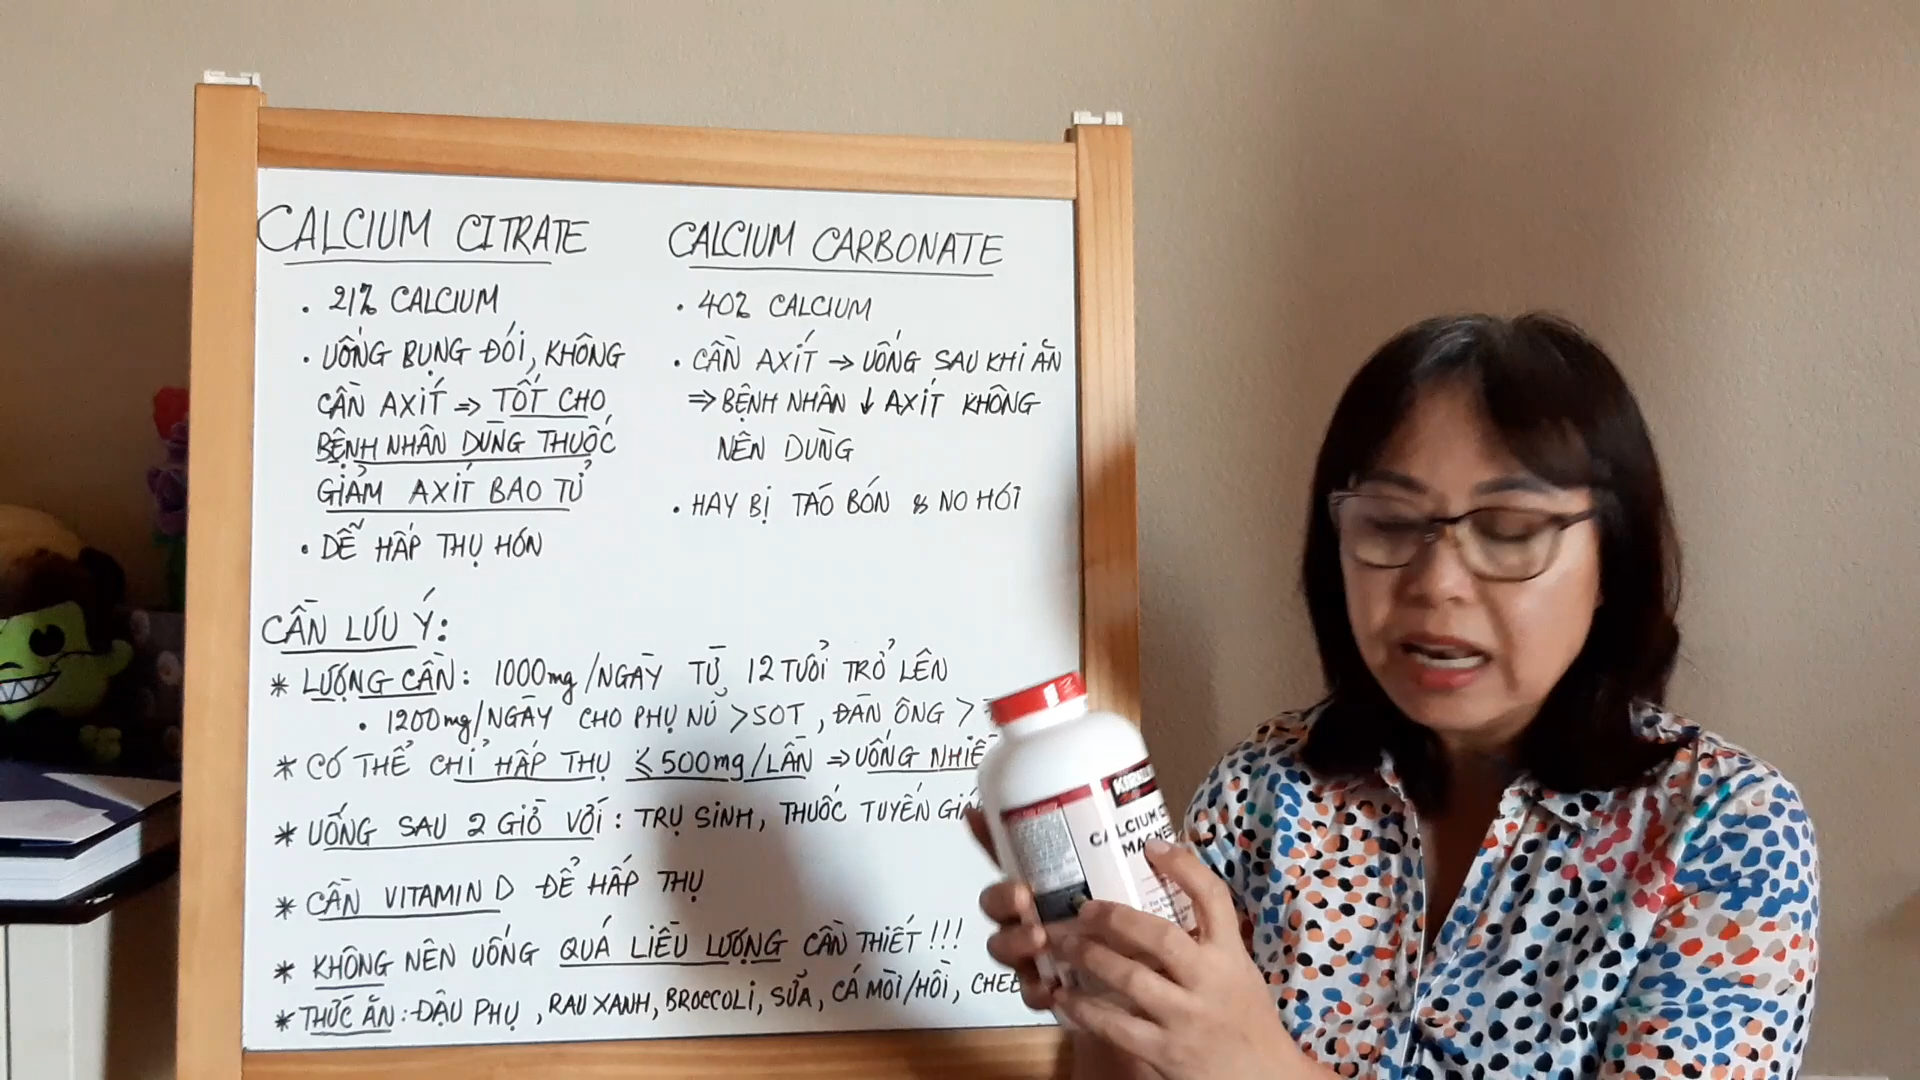 CALCIUM CITRATE
• 21% CALCIUM
• UỐNG BỤNG ĐÓI, KHÔNG
CẦN AXÍT ⇒ TỐT CHO
BỆNH NHÂN DÙNG THUỐC
GIẢM AXÍT BAO TỬ
• DỄ HẤP THỤ HƠN
CALCIUM CARBONATE
• 40% CALCIUM
• CẦN AXÍT → UỐNG SAU KHI ĂN
⇒ BỆNH NHÂN ↓ AXÍT KHÔNG
NÊN DÙNG
• HAY BỊ TÁO BÓN & NO HƠI
CẦN LƯU Ý:
* LƯỢNG CẦN: 1000mg/NGÀY TỪ 12 TUỔI TRỞ LÊN
• 1200mg/NGÀY CHO PHỤ NỮ >50T, ĐÀN ÔNG >
* CÓ THỂ CHỈ HẤP THỤ ≤500mg/LẦN ⇒ UỐNG
* UỐNG SAU 2 GIỜ VỚI: TRỤ SINH, THUỐC TUYẾN
* CẦN VITAMIN D ĐỂ HẤP THỤ
* KHÔNG NÊN UỐNG QUÁ LIỀU LƯỢNG CẦN THIẾT!!!
* THỨC ĂN: ĐẬU PHỤ, RAU XANH, BROCCOLI, SỮA, CÁ MÒI/HỒI,
CALCIUM